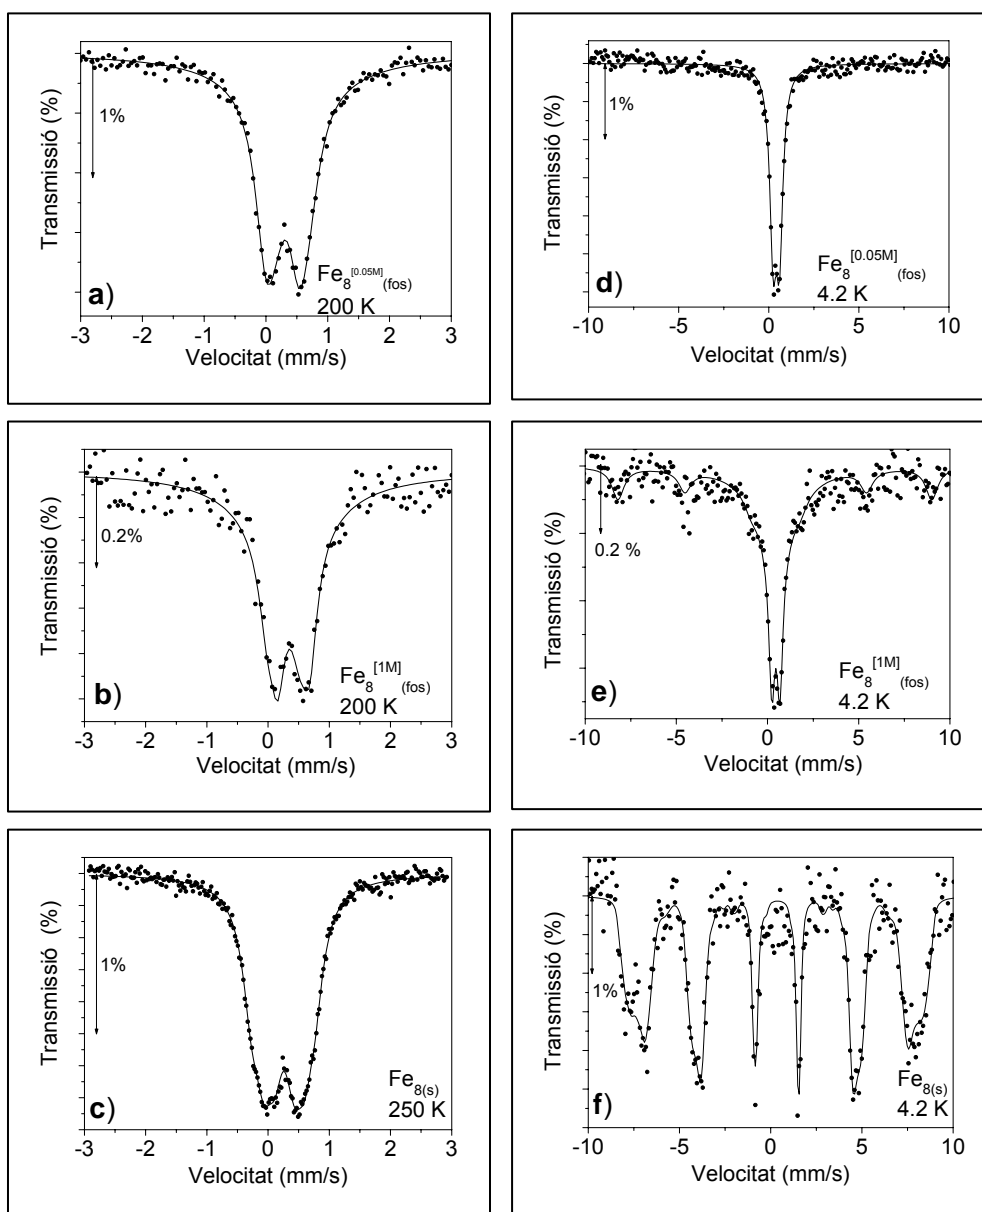 Transmissió (%)
1%
a)
Fe8[0.05M](fos)
200 K
-3 -2 -1 0 1 2 3
Velocitat (mm/s)
Transmissió (%)
1%
d)
Fe8[0.05M](fos)
4.2 K
-10 -5 0 5 10
Velocitat (mm/s)
Transmissió (%)
0.2%
b)
Fe8[1M](fos)
200 K
-3 -2 -1 0 1 2 3
Velocitat (mm/s)
Transmissió (%)
0.2 %
e)
Fe8[1M](fos)
4.2 K
-10 -5 0 5 10
Velocitat (mm/s)
Transmissió (%)
1%
c)
Fe8(s)
250 K
-3 -2 -1 0 1 2 3
Velocitat (mm/s)
Transmissió (%)
1%
f)
Fe8(s)
4.2 K
-10 -5 0 5 10
Velocitat (mm/s)